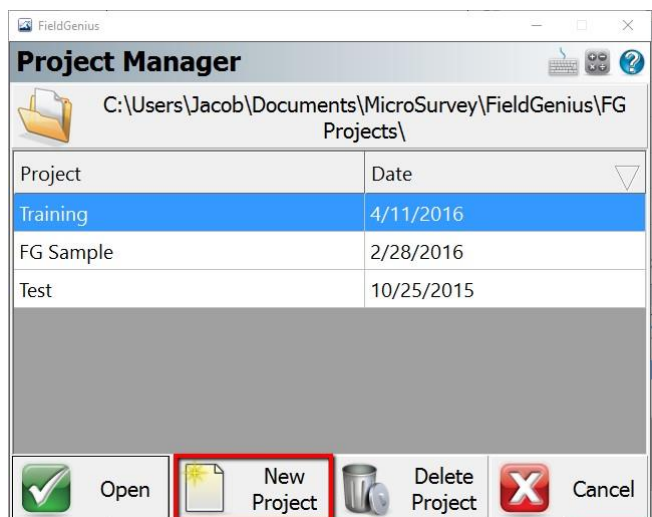 FieldGenius
Project Manager
C:\Users\Jacob\Documents\MicroSurvey\FieldGenius\FG
Projects\
Project Date
Training 4/11/2016
FG Sample 2/28/2016
Test 10/25/2015
Open
New
Project
Delete
Project
Cancel